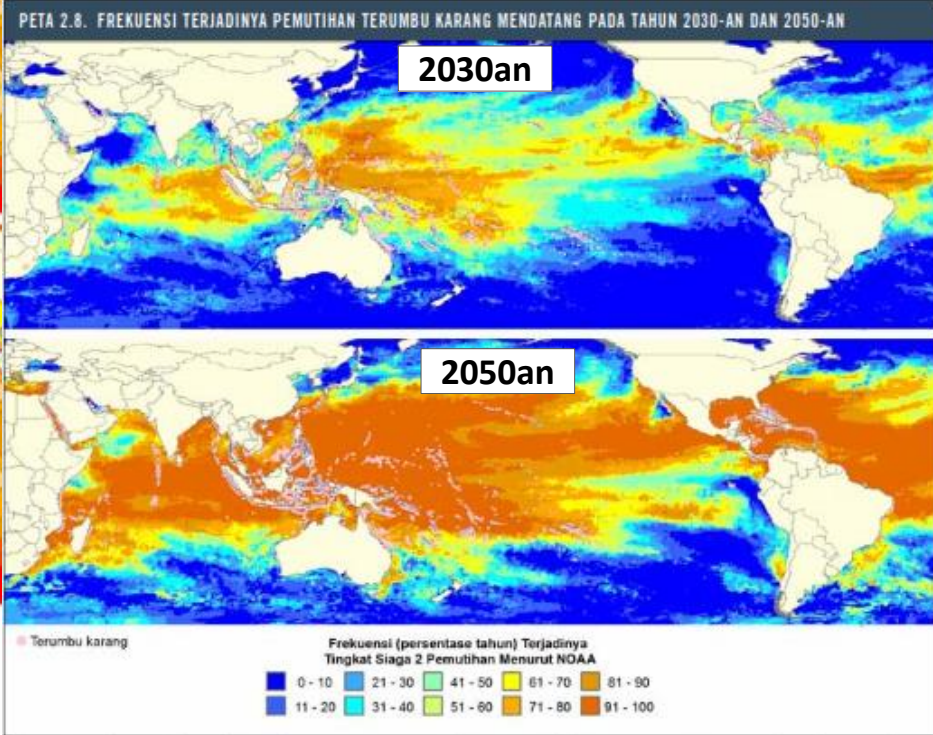 PETA 2.8. FREKUENSI TERJADINYA PEMUTIHAN TERUMBU KARANG MENDATANG PADA TAHUN 2030-AN DAN 2050-AN
2030an
2050an
Terumbu karang
Frekuensi (persentase tahun) Terjadinya
Tingkat Siaga 2 Pemutihan Menurut NOAA
0 - 10 21 - 30 41 - 50 61 - 70 81 - 90
11 - 20 31 - 40 51 - 60 71 - 80 91 - 100